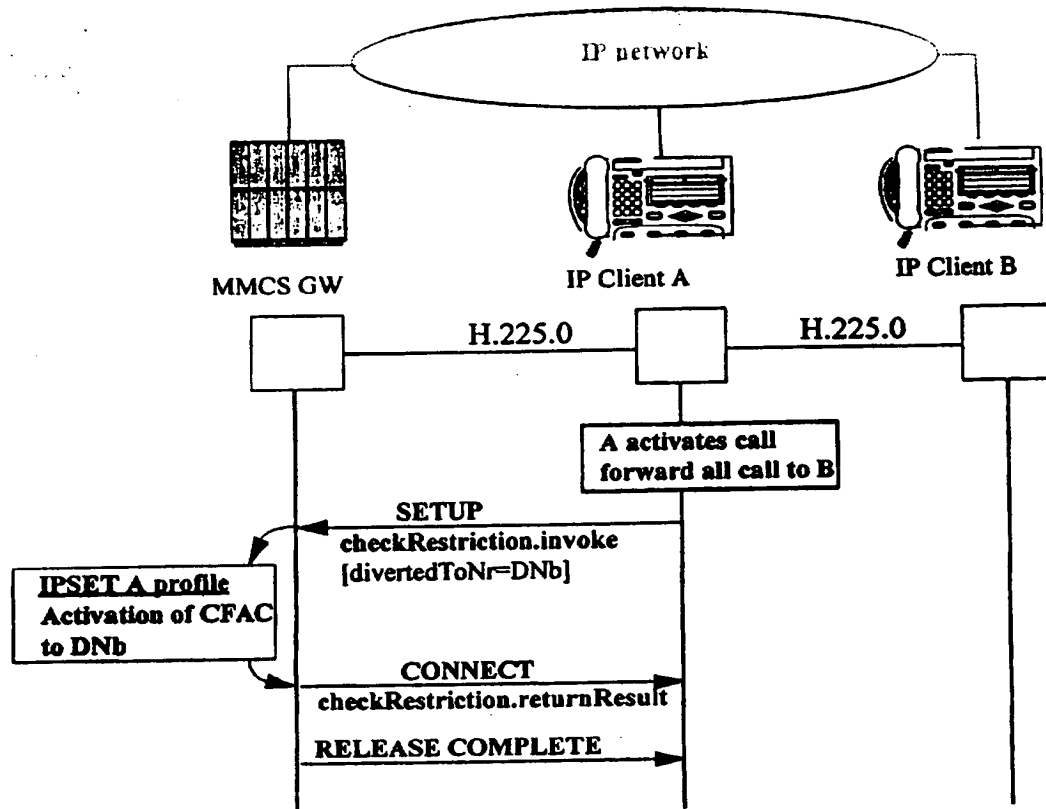 IP network
MMCS GW
IP Client A
IP Client B
H.225.0
H.225.0
A activates call
forward all call to B
SETUP
checkRestriction.invoke
[divertedToNr=DNb]
IPSET A profile
Activation of CFAC
to DNb
CONNECT
checkRestriction.returnResult
RELEASE COMPLETE